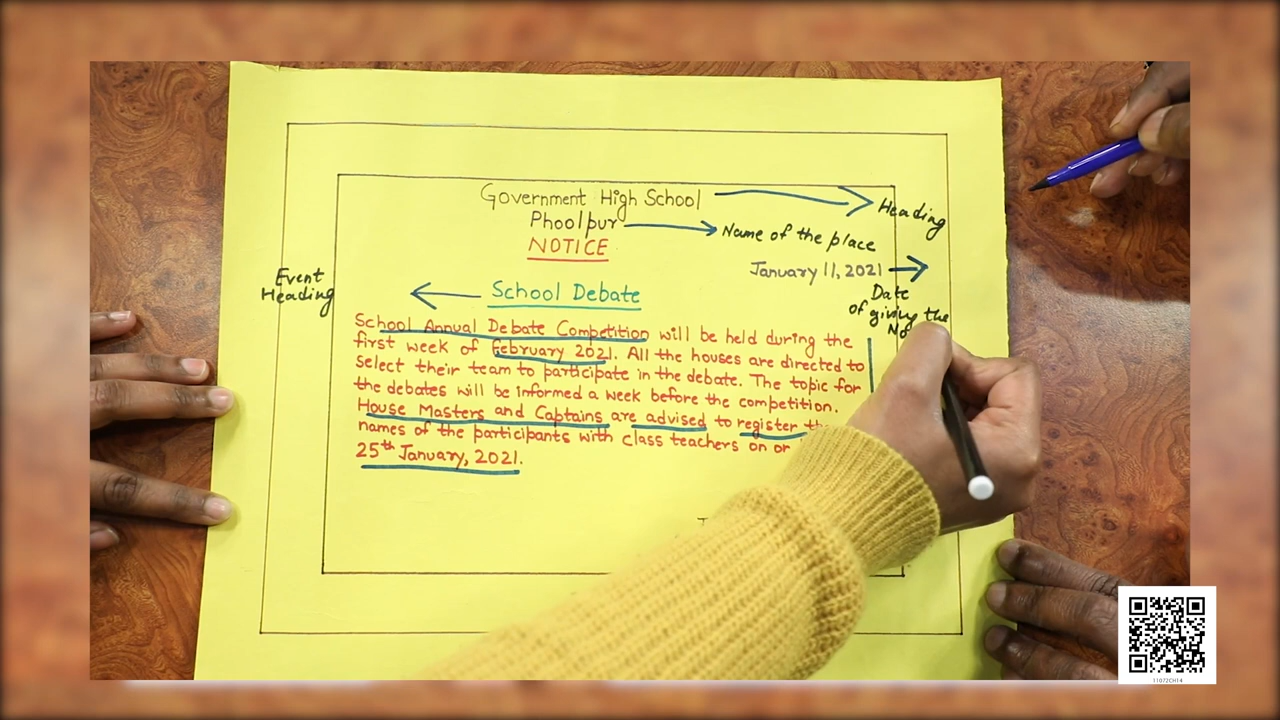 Government High School
Heading
Phoolpur
Name of the place
NOTICE
January 11, 2021
Event
Heading
School Debate
Date
of giving the
School Annual Debate Competition will be held during the
first week of february 2021. All the houses are directed to
select their team to participate in the debate. The topic for
the debates will be informed a week before the competition.
House Masters and Captains are advised to register
names of the participants with class teachers on or
25th January, 2021.
11072CH14